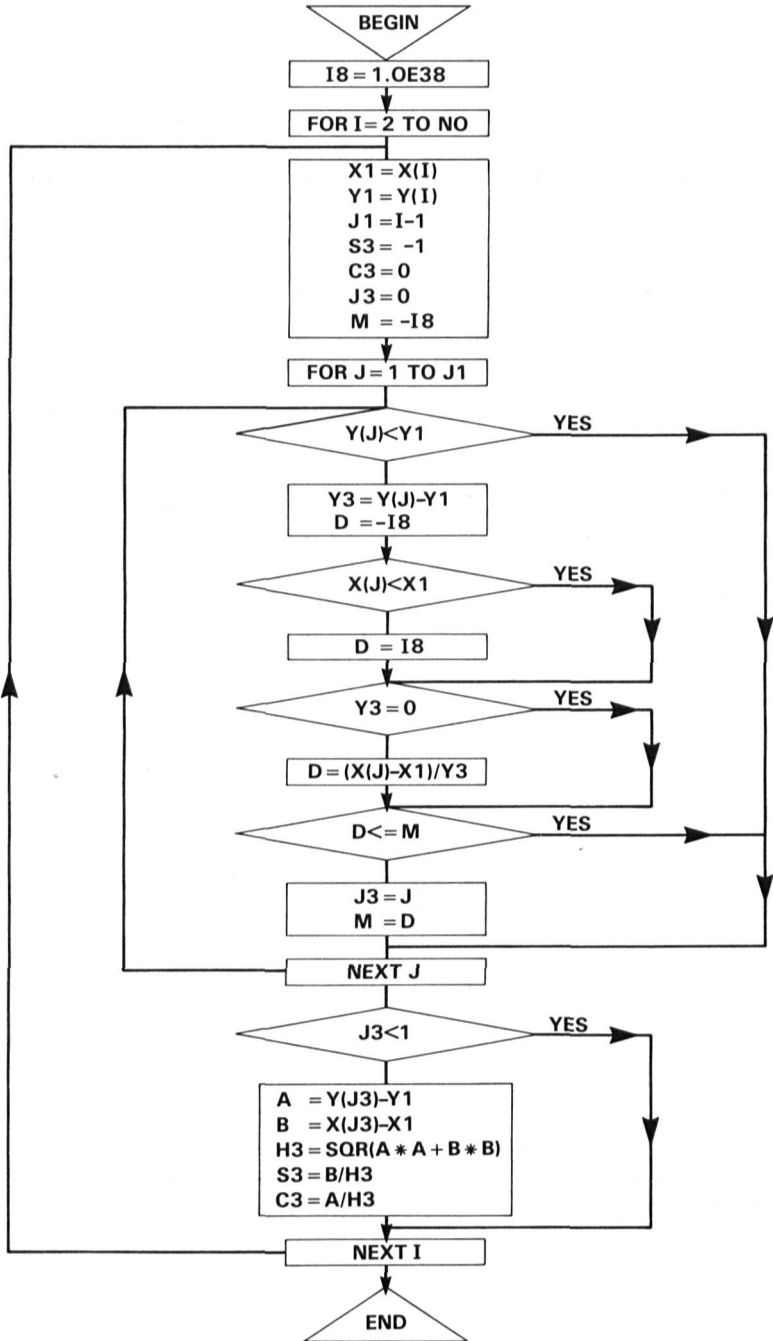 BEGIN
I8 = 1.0E38
FOR I = 2 TO NO
X1 = X(I)
Y1 = Y(I)
J1 = I-1
S3 = -1
C3 = 0
J3 = 0
M = -I8
FOR J = 1 TO J1
Y(J)<Y1
YES
Y3 = Y(J)-Y1
D = -I8
X(J)<X1
YES
D = I8
Y3 = 0
YES
D = (X(J)-X1)/Y3
D<= M
YES
J3 = J
M = D
NEXT J
J3<1
YES
A = Y(J3)-Y1
B = X(J3)-X1
H3 = SQR(A * A + B * B)
S3 = B/H3
C3 = A/H3
NEXT I
END